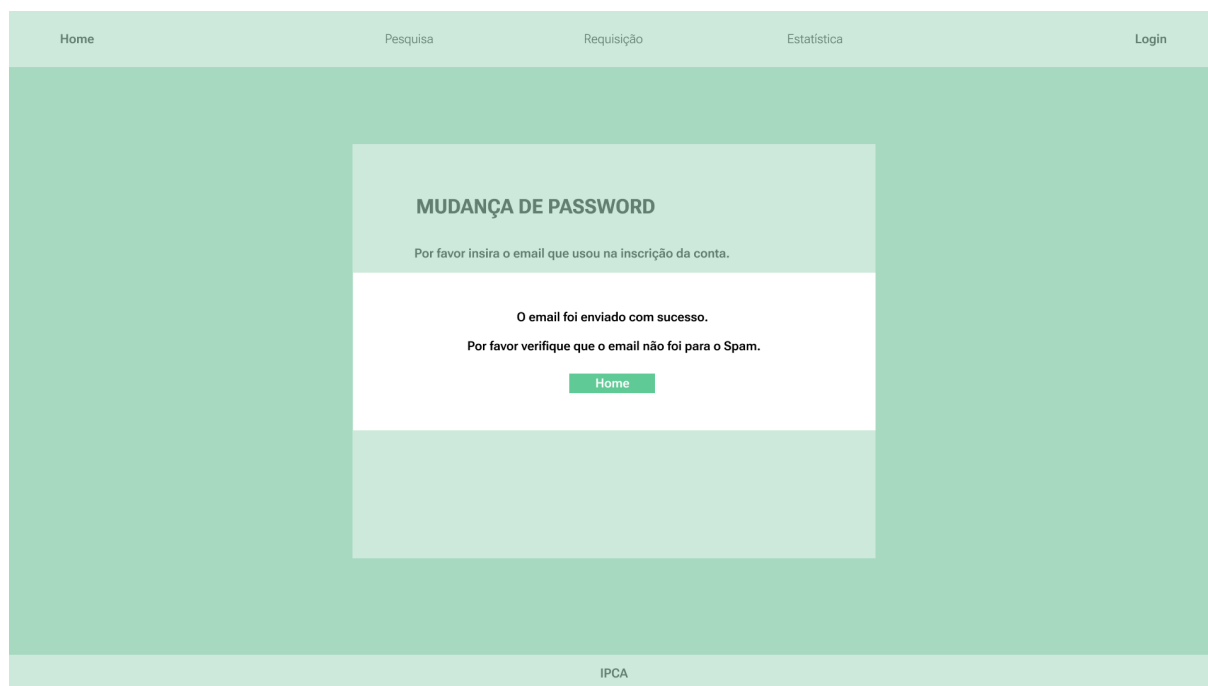 Home
Pesquisa
Requisição
Estatística
Login
MUDANÇA DE PASSWORD
Por favor insira o email que usou na inscrição da conta.
O email foi enviado com sucesso.
Por favor verifique que o email não foi para o Spam.
Home
IPCA